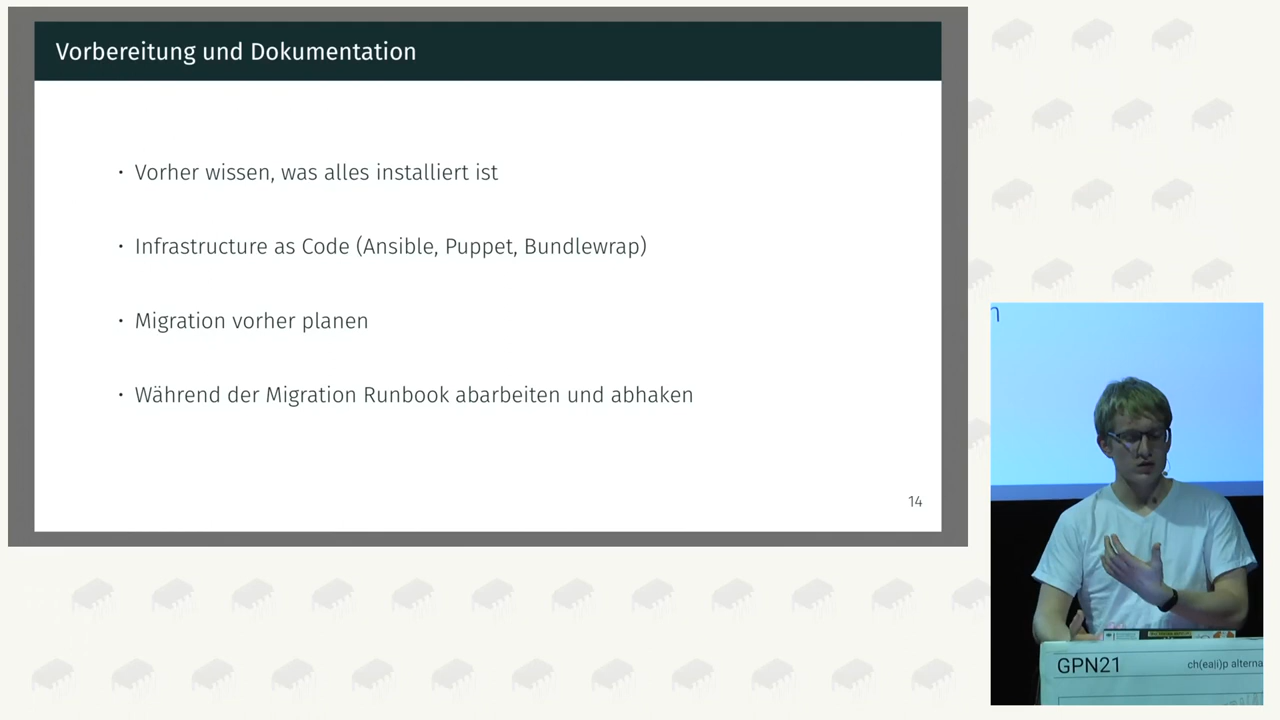 Vorbereitung und Dokumentation
• Vorher wissen, was alles installiert ist
• Infrastructure as Code (Ansible, Puppet, Bundlewrap)
• Migration vorher planen
• Während der Migration Runbook abarbeiten und abhaken
14
n
GPN21
ch(ea|i)p alterna